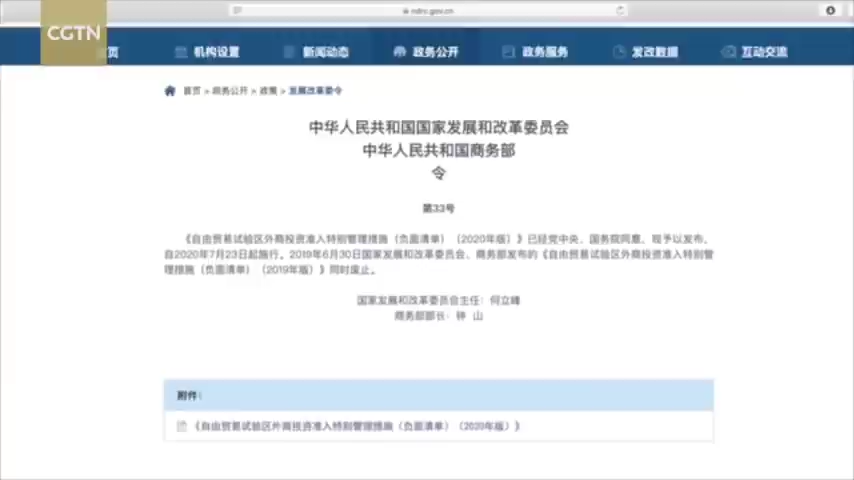 CGTN
ndrc.gov.cn
页 机构设置 新闻动态 政务公开 政务服务 发改数据 互动交流
首页 > 政务公开 > 政策 > 发展改革委令
中华人民共和国国家发展和改革委员会
中华人民共和国商务部
令
第33号
《自由贸易试验区外商投资准入特别管理措施（负面清单）（2020年版）》已经党中央、国务院同意，现予以发布，
自2020年7月23日起施行。2019年6月30日国家发展和改革委员会、商务部发布的《自由贸易试验区外商投资准入特别管
理措施（负面清单）（2019年版）》同时废止。
国家发展和改革委员会主任：何立峰
商务部部长：钟 山
附件：
《自由贸易试验区外商投资准入特别管理措施（负面清单）（2020年版）》